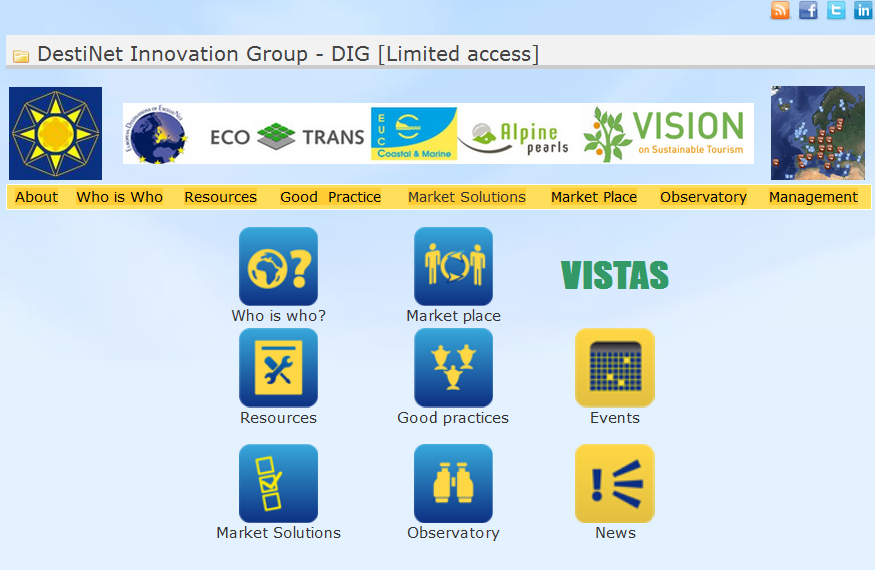 DestiNet Innovation Group - DIG [Limited access]
ECO TRANS
EUC
Coastal & Marine
Alpine
pearls
VISION
on Sustainable Tourism
About Who is Who Resources Good Practice Market Solutions Market Place Observatory Management
VISTAS
Who is who? Market place
Resources Good practices Events
Market Solutions Observatory News